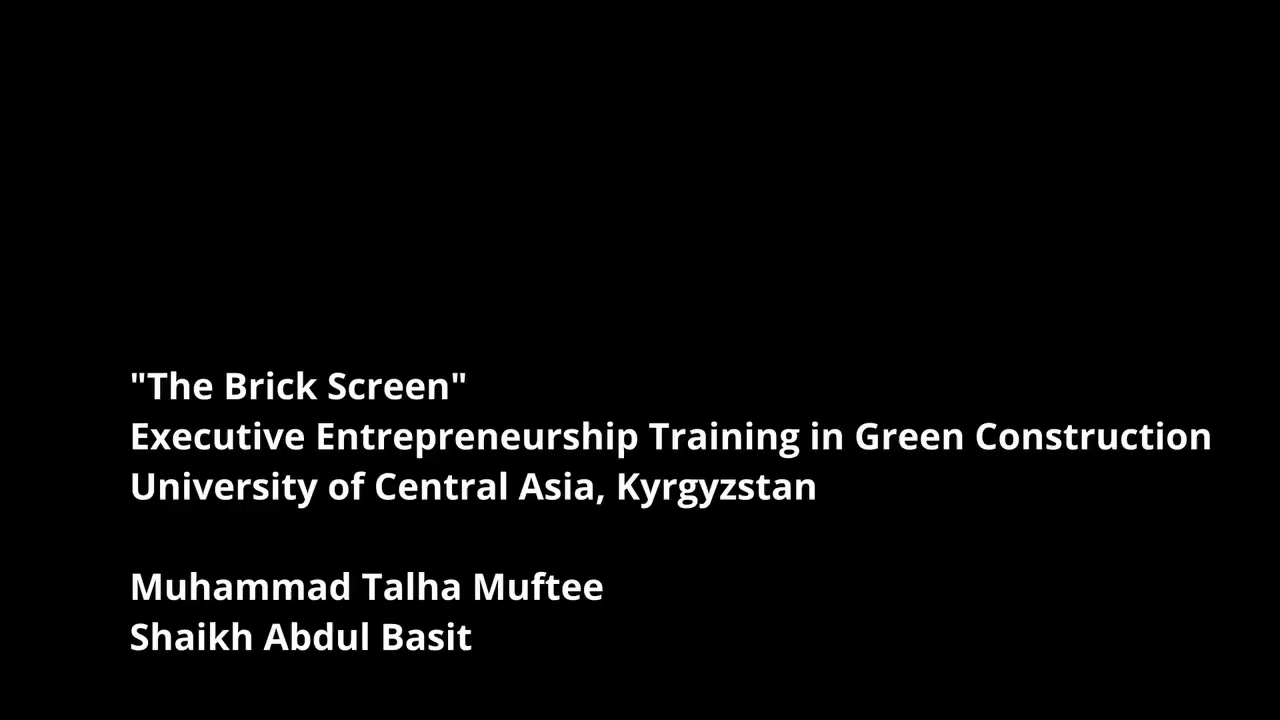 "The Brick Screen"
Executive Entrepreneurship Training in Green Construction
University of Central Asia, Kyrgyzstan
Muhammad Talha Muftee
Shaikh Abdul Basit